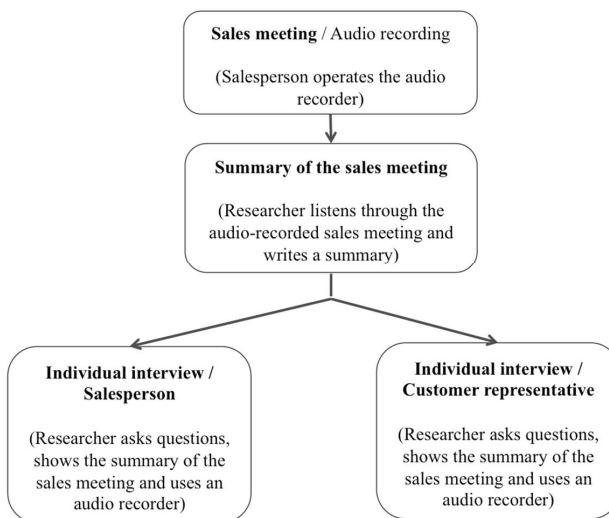 Sales meeting / Audio recording
(Salesperson operates the audio
recorder)
Summary of the sales meeting
(Researcher listens through the
audio-recorded sales meeting and
writes a summary)
Individual interview /
Salesperson
(Researcher asks questions,
shows the summary of the
sales meeting and uses an
audio recorder)
Individual interview /
Customer representative
(Researcher asks questions,
shows the summary of the
sales meeting and uses an
audio recorder)